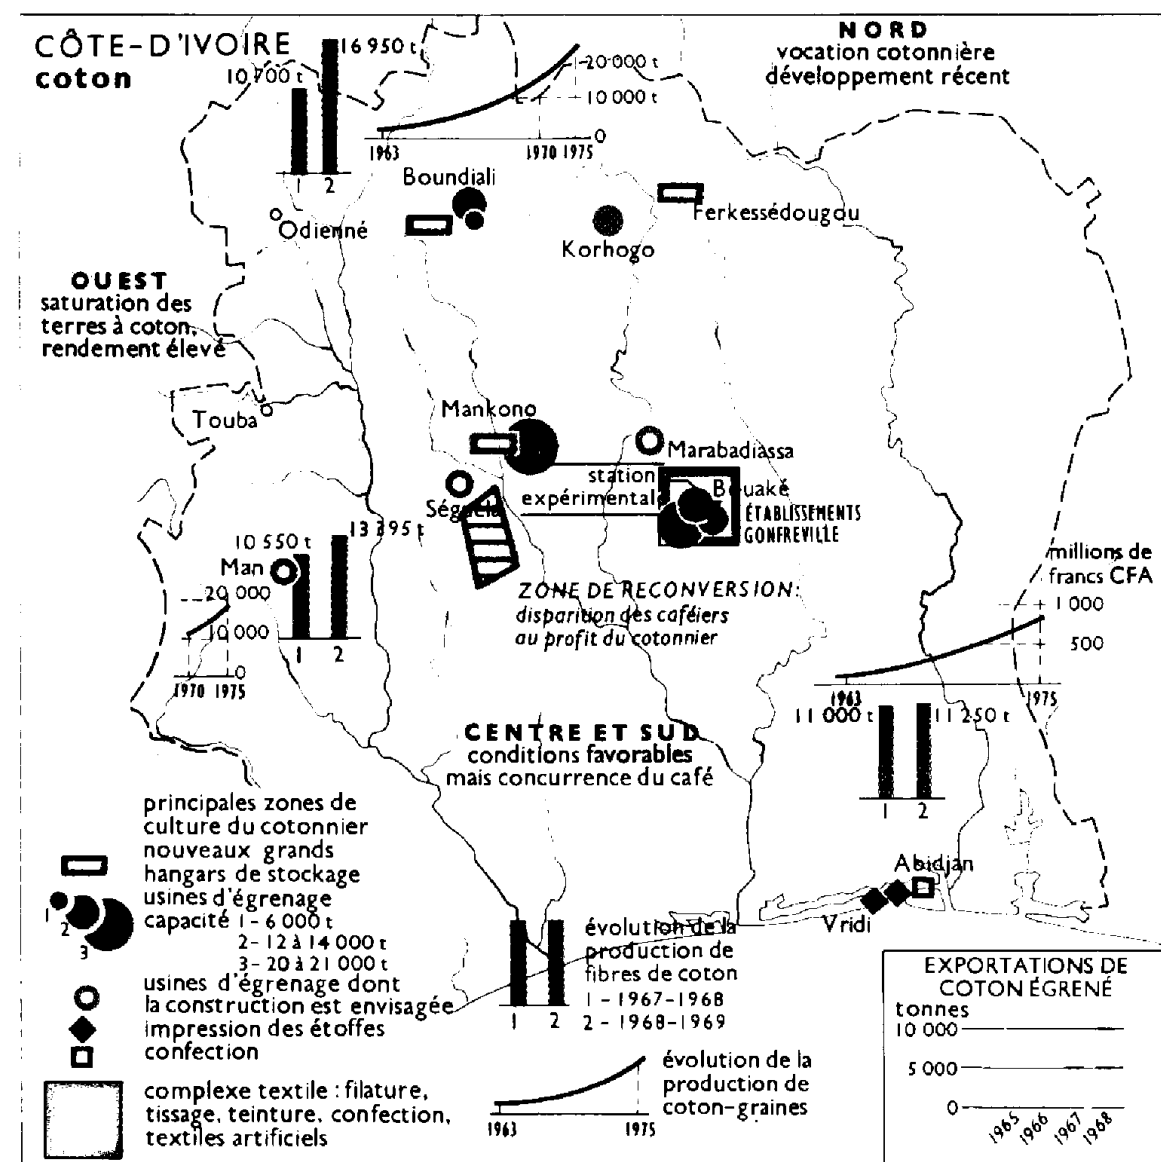 CÔTE-D'IVOIRE
coton
10 700 t
16 950 t
1 2
20 000 t
10 000 t
0
1963 1970 1975
NORD
vocation cotonnière
développement récent
Boundiali
Odienné
Korhogo
Ferkessédougou
OUEST
saturation des
terres à coton,
rendement élevé
Touba
Mankono
Marabadiassa
station
expérimentale
Bouaké
ÉTABLISSEMENTS
GONFREVILLE
Séguéla
10 550 t
13 395 t
Man
20 000
10 000
0
1970 1975
1 2
ZONE DE RECONVERSION:
disparition des caféiers
au profit du cotonnier
millions de
francs CFA
1 000
500
1963 1975
11 000 t
11 250 t
1 2
CENTRE ET SUD
conditions favorables
mais concurrence du café
Abidjan
Vridi
principales zones de
culture du cotonnier
nouveaux grands
hangars de stockage
usines d'égrenage
capacité 1-6 000 t
2-12 à 14 000 t
3-20 à 21 000 t
1
2
3
usines d'égrenage dont
la construction est envisagée
impression des étoffes
confection
complexe textile : filature,
tissage, teinture, confection,
textiles artificiels
évolution de la
production de
fibres de coton
1 - 1967-1968
2 - 1968-1969
1 2
évolution de la
production de
coton-graines
1963 1975
EXPORTATIONS DE
COTON ÉGRENÉ
tonnes
10 000
5 000
0
1965 1966 1967 1968